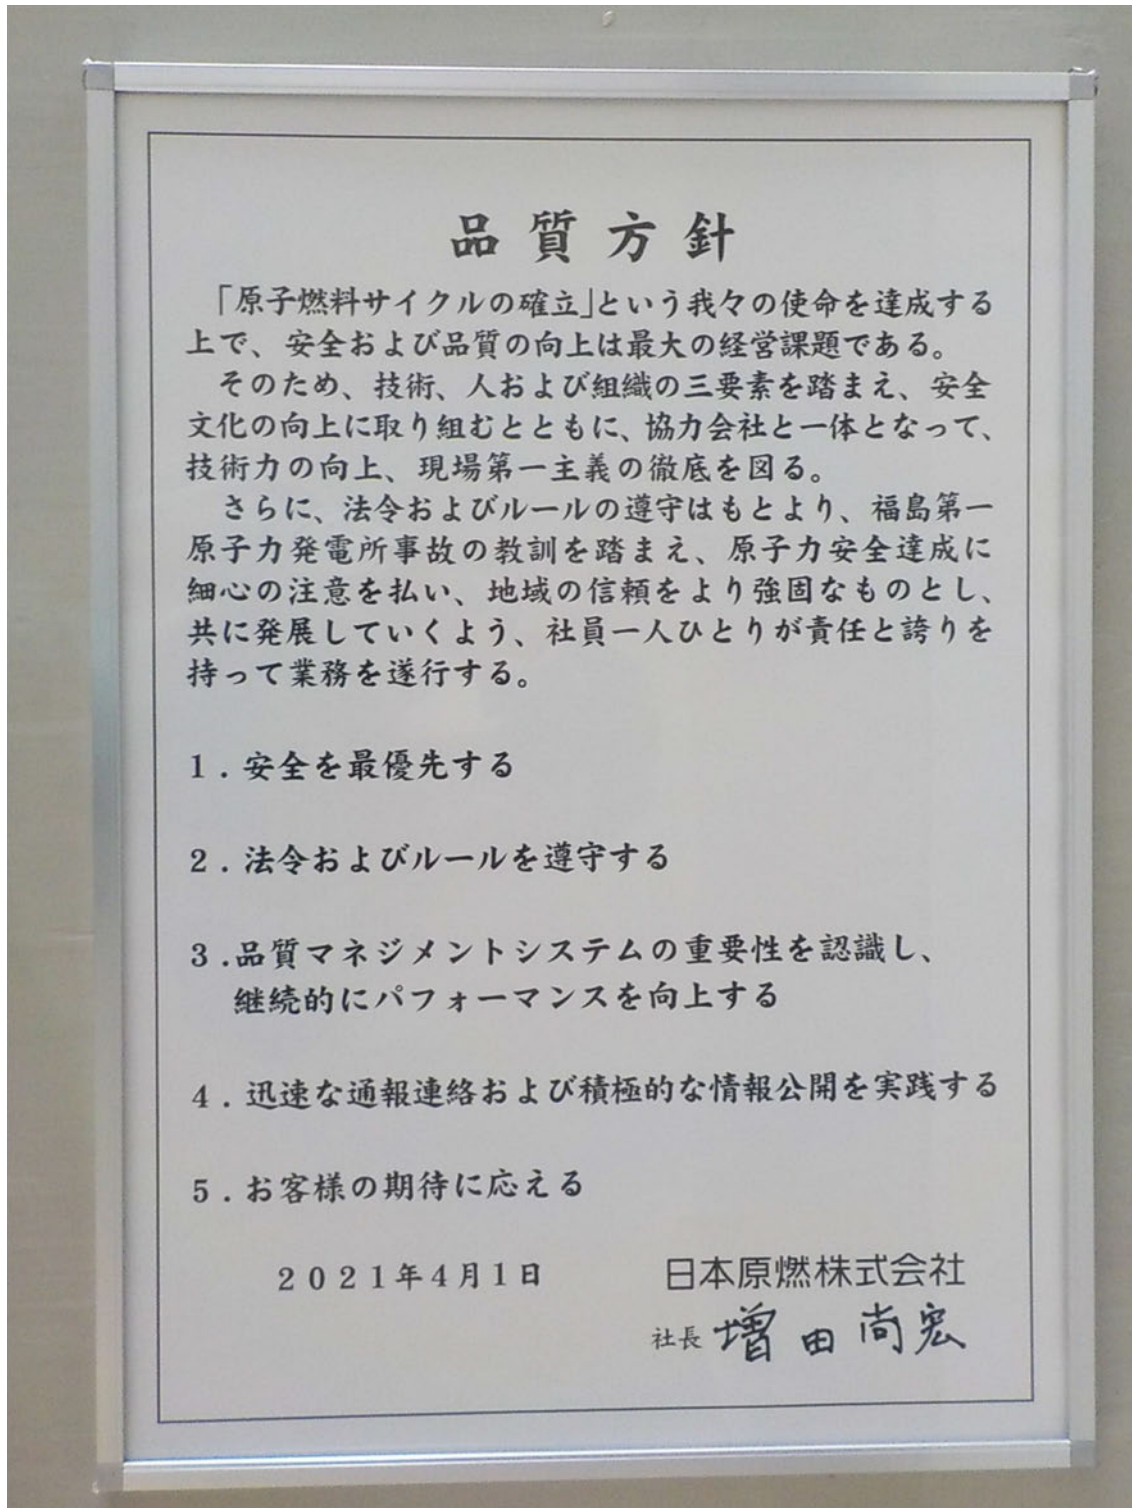 品質方針
「原子燃料サイクルの確立」という我々の使命を達成する
上で、安全および品質の向上は最大の経営課題である。
そのため、技術、人および組織の三要素を踏まえ、安全
文化の向上に取り組むとともに、協力会社と一体となって、
技術力の向上、現場第一主義の徹底を図る。
さらに、法令およびルールの遵守はもとより、福島第一
原子力発電所事故の教訓を踏まえ、原子力安全達成に
細心の注意を払い、地域の信頼をより強固なものとし、
共に発展していくよう、社員一人ひとりが責任と誇りを
持って業務を遂行する。
1.安全を最優先する
2.法令およびルールを遵守する
3.品質マネジメントシステムの重要性を認識し、
継続的にパフォーマンスを向上する
4.迅速な通報連絡および積極的な情報公開を実践する
5.お客様の期待に応える
2021年4月1日
日本原燃株式会社
社長 増田尚宏